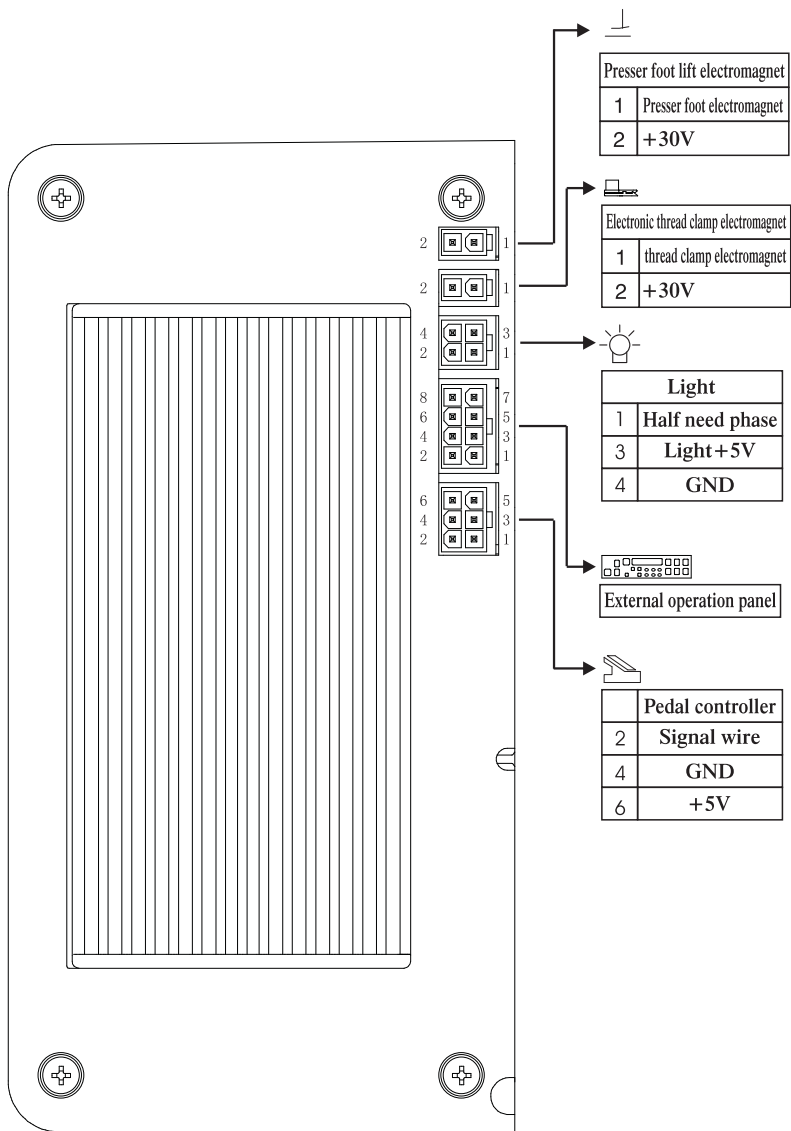 Presser foot lift electromagnet
1 Presser foot electromagnet
2 +30V
Electronic thread clamp electromagnet
1 thread clamp electromagnet
2 +30V
2 1
2 1
4 3
2 1
8 7
6 5
4 3
2 1
6 5
4 3
2 1
Light
1 Half need phase
3 Light+5V
4 GND
External operation panel
Pedal controller
2 Signal wire
4 GND
6 +5V